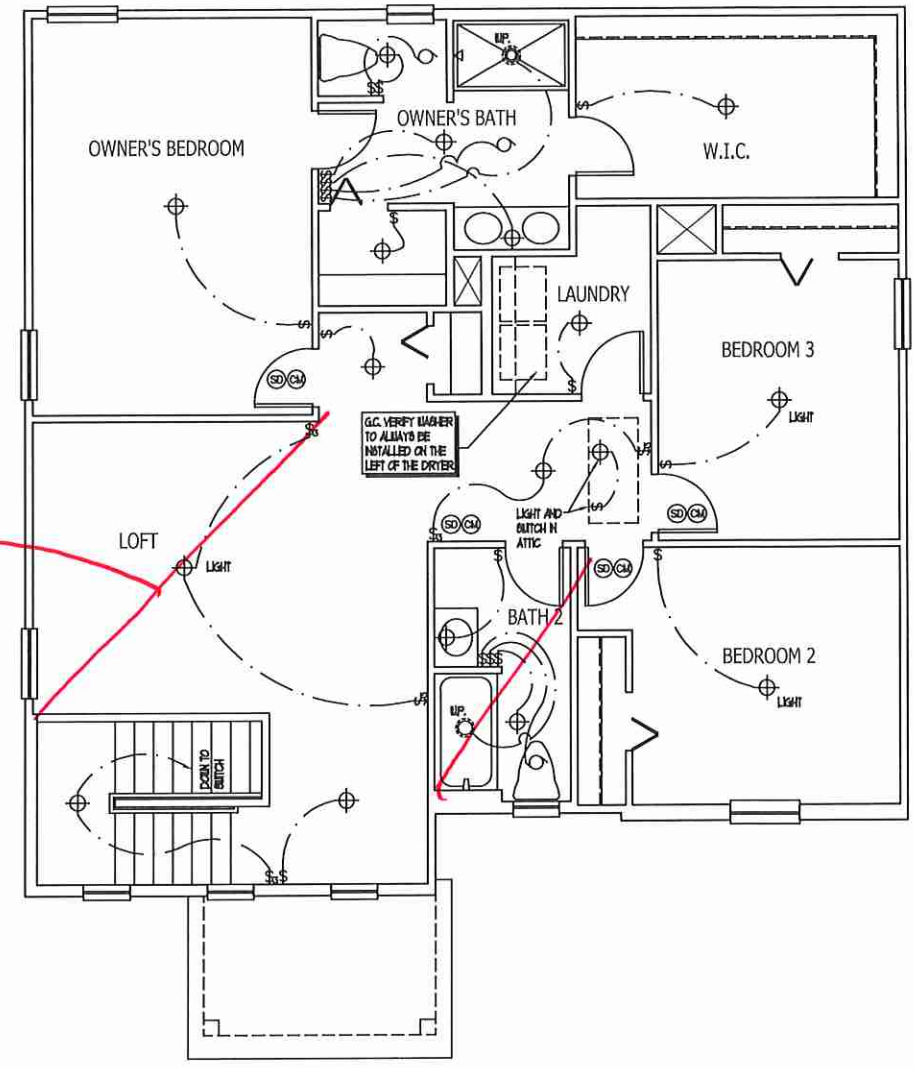 UP.
OWNER'S BATH
OWNER'S BEDROOM
W.I.C.
LAUNDRY
BEDROOM 3
LIGHT
SD CM
G.C. VERIFY WASHER
TO ALWAYS BE
INSTALLED ON THE
LEFT OF THE DRYER
SD CM
SD CM
LIGHT AND
SWITCH IN
ATTIC
LOFT
LIGHT
SD CM
BATH 2
BEDROOM 2
LIGHT
UP.
DOWN TO
SWITCH